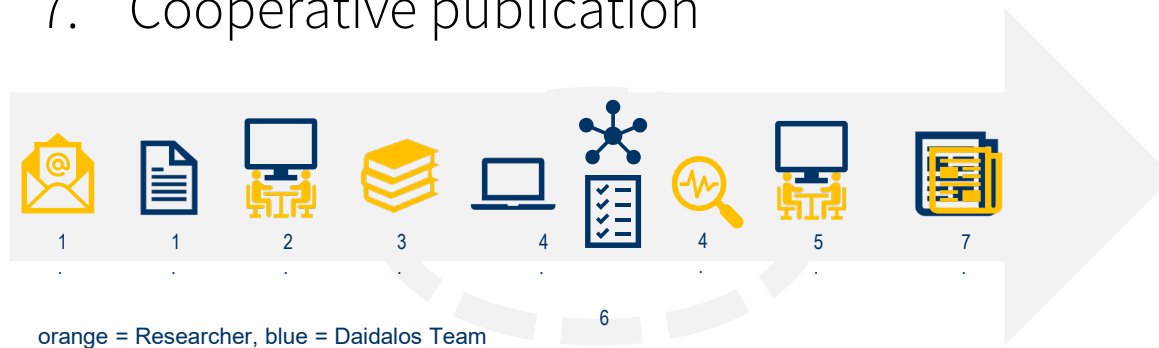 7. Cooperative publication
@
1 1 2 3 4 4 5 7
. . . . . . . .
6
orange = Researcher, blue = Daidalos Team